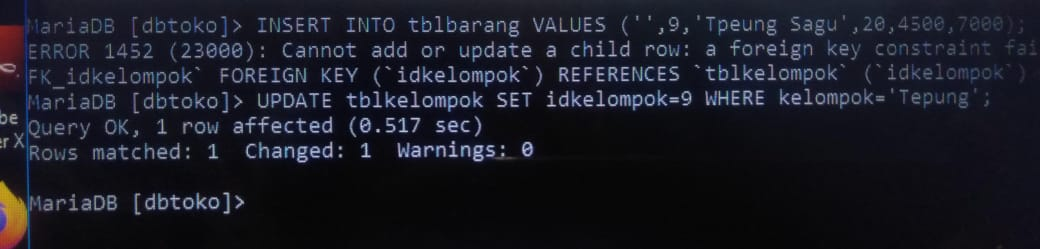 MariaDB [dbtoko]> INSERT INTO tblbarang VALUES ('',9,'Tpeung Sagu',20,4500,7000);
ERROR 1452 (23000): Cannot add or update a child row: a foreign key constraint fai
FK_idkelompok` FOREIGN KEY (`idkelompok`) REFERENCES `tblkelompok` (`idkelompok`)
MariaDB [dbtoko]> UPDATE tblkelompok SET idkelompok=9 WHERE kelompok='Tepung';
Query OK, 1 row affected (0.517 sec)
Rows matched: 1  Changed: 1  Warnings: 0
MariaDB [dbtoko]>
be
er X